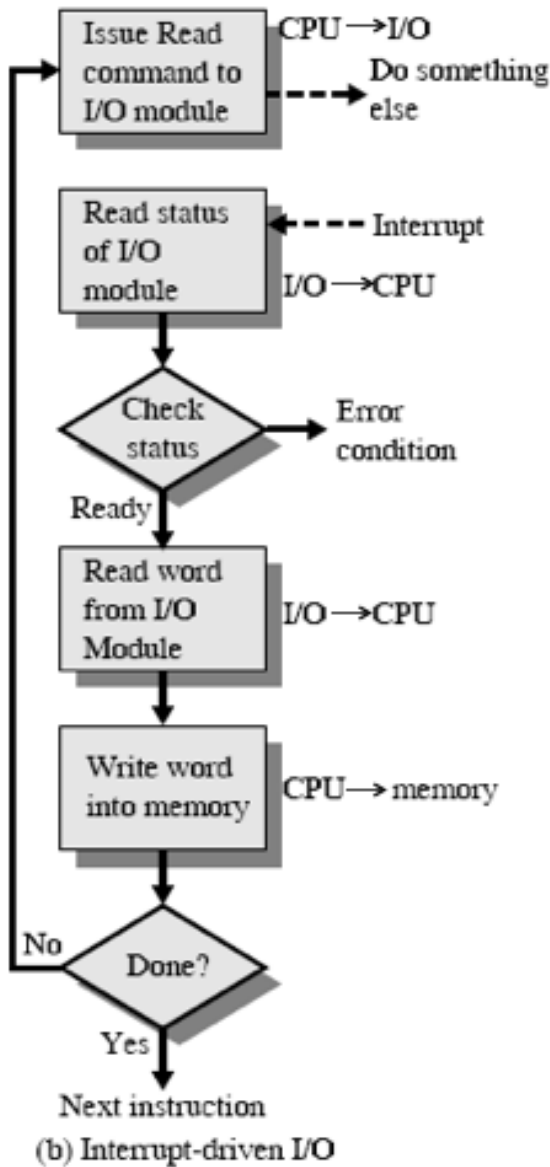 Issue Read
command to
I/O module
CPU → I/O
Do something
else
Read status
of I/O
module
Interrupt
I/O → CPU
Check
status
Error
condition
Ready
Read word
from I/O
Module
I/O → CPU
Write word
into memory
CPU → memory
No
Done?
Yes
Next instruction
(b) Interrupt-driven I/O